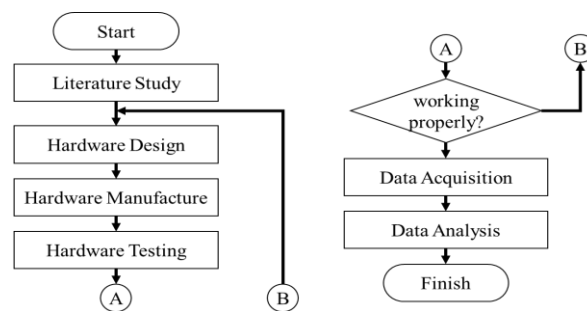 Start
Literature Study
Hardware Design
Hardware Manufacture
Hardware Testing
A
B
A
B
working
properly?
Data Acquisition
Data Analysis
Finish